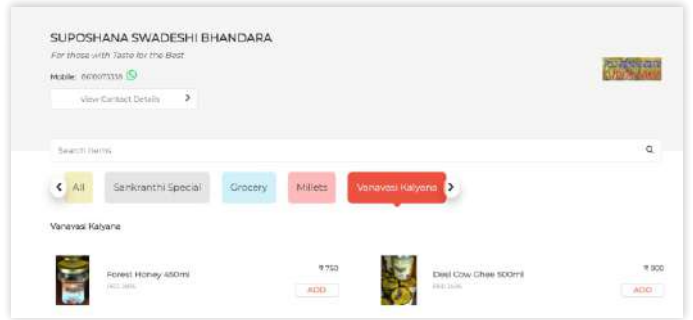 SUPOSHANA SWADESHI BHANDARA
For those with Taste for the Best
Mobile:
View Contact Details
Search Items
All
Sankranthi Special
Grocery
Millets
Vanavasi Kalyana
Vanavasi Kalyana
Forest Honey 450ml
₹ 750
ADD
Desi Cow Ghee 500ml
₹ 900
ADD